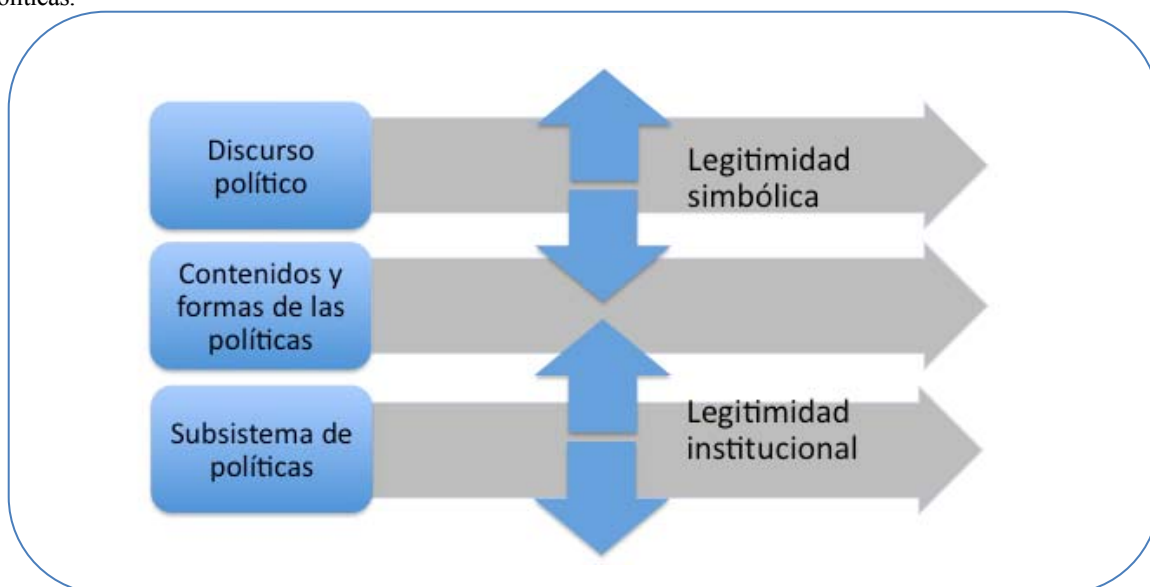 olíticas.
Discurso
político
Legitimidad
simbólica
Contenidos y
formas de las
políticas
Subsistema de
políticas
Legitimidad
institucional